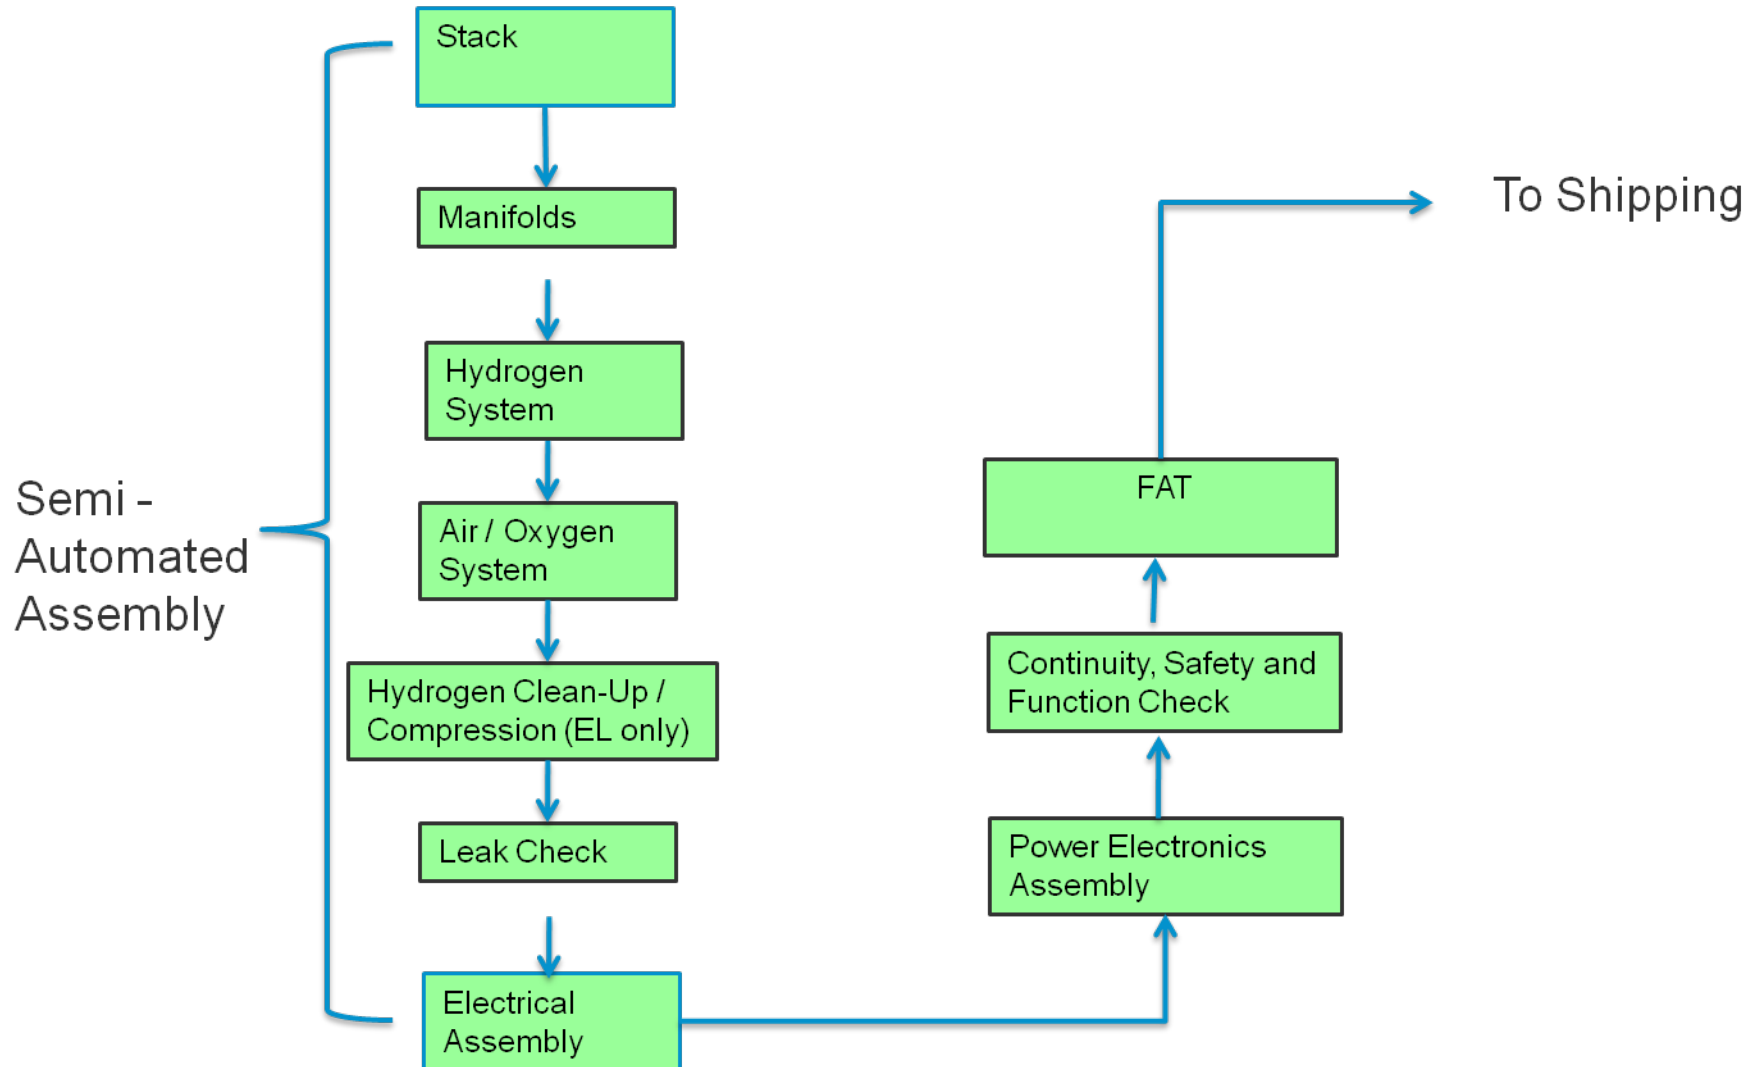 Stack
Manifolds
Hydrogen
System
Air / Oxygen
System
Hydrogen Clean-Up /
Compression (EL only)
Leak Check
Electrical
Assembly
Semi -
Automated
Assembly
Power Electronics
Assembly
Continuity, Safety and
Function Check
FAT
To Shipping